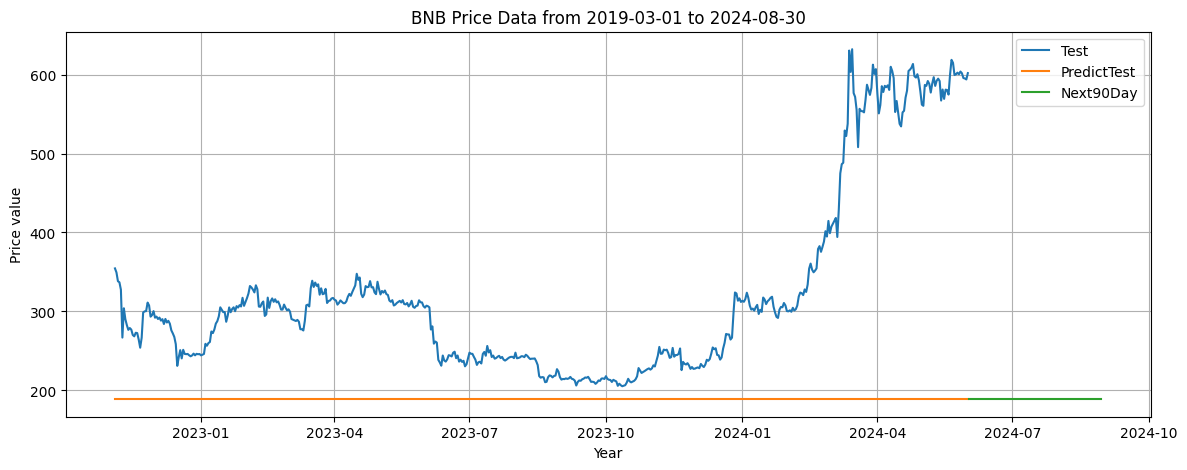 BNB Price Data from 2019-03-01 to 2024-08-30
Test
PredictTest
Next90Day
600
500
400
300
200
Price value
2023-01
2023-04
2023-07
2023-10
2024-01
2024-04
2024-07
2024-10
Year